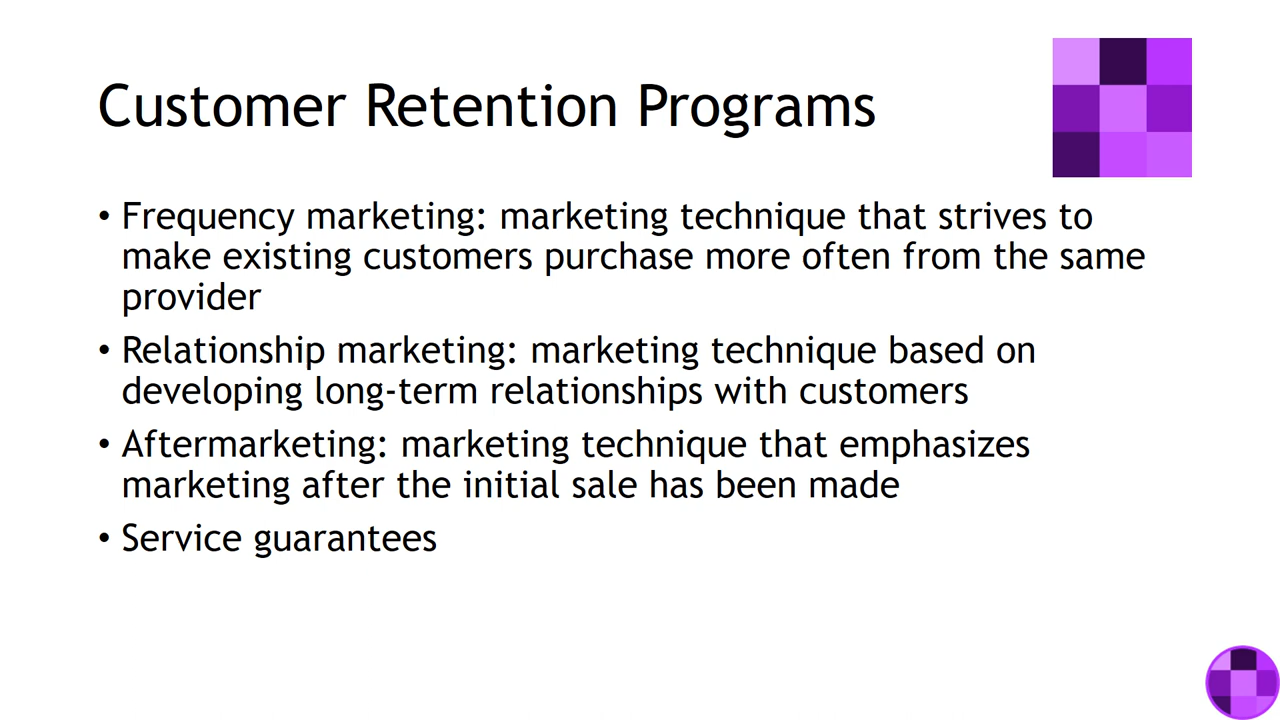 Customer Retention Programs
• Frequency marketing: marketing technique that strives to
make existing customers purchase more often from the same
provider
• Relationship marketing: marketing technique based on
developing long-term relationships with customers
• Aftermarketing: marketing technique that emphasizes
marketing after the initial sale has been made
• Service guarantees